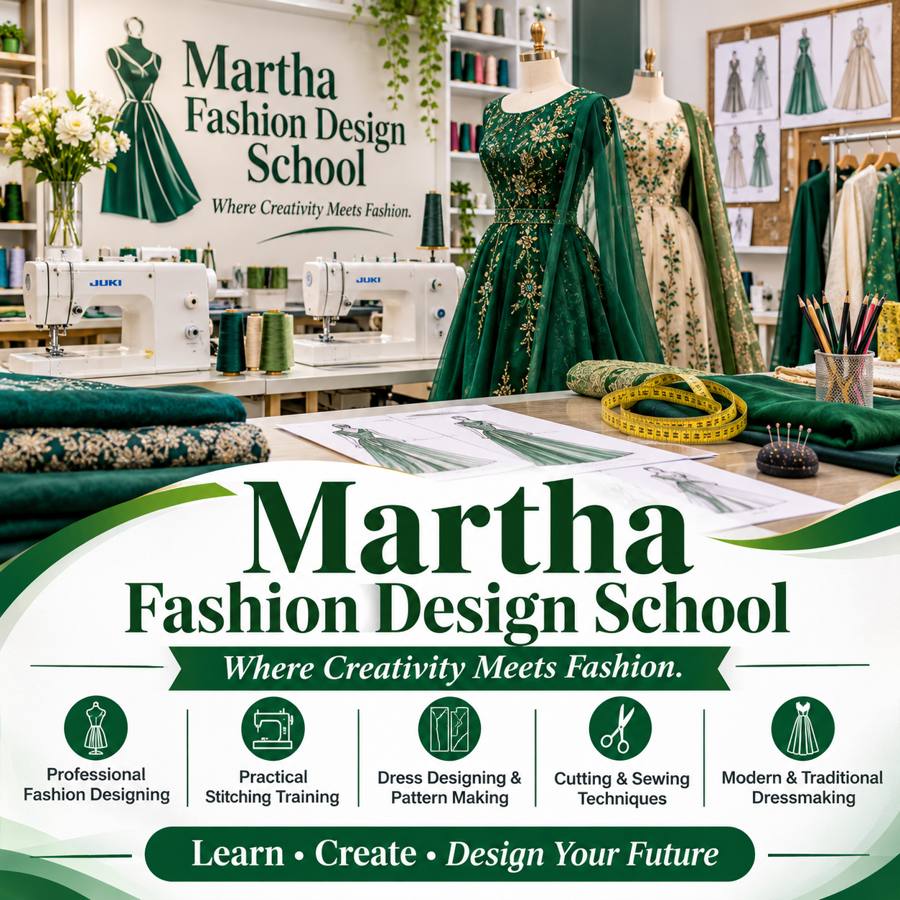 Martha
Fashion Design
School
Where Creativity Meets Fashion.
JUKI
JUKI
Martha
Fashion Design School
Where Creativity Meets Fashion.
Professional
Fashion Designing
Practical
Stitching Training
Dress Designing &
Pattern Making
Cutting & Sewing
Techniques
Modern & Traditional
Dressmaking
Learn • Create • Design Your Future